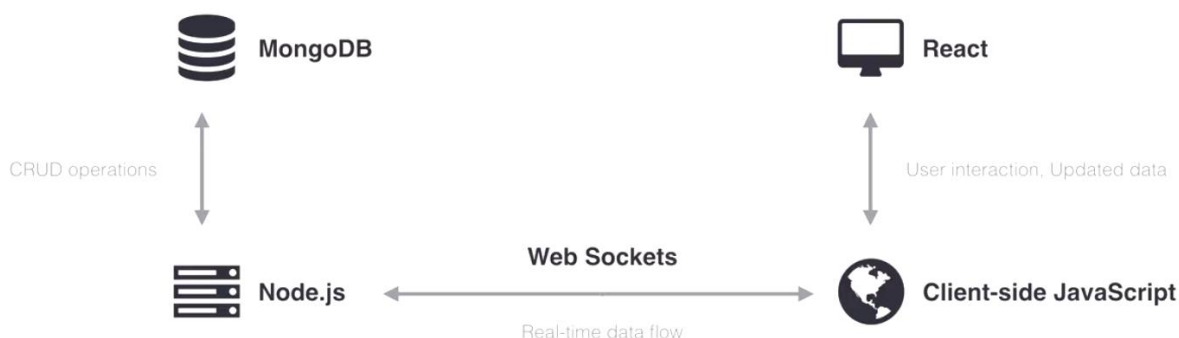 MongoDB
React
CRUD operations
User interaction, Updated data
Web Sockets
Node.js
Client-side JavaScript
Real-time data flow